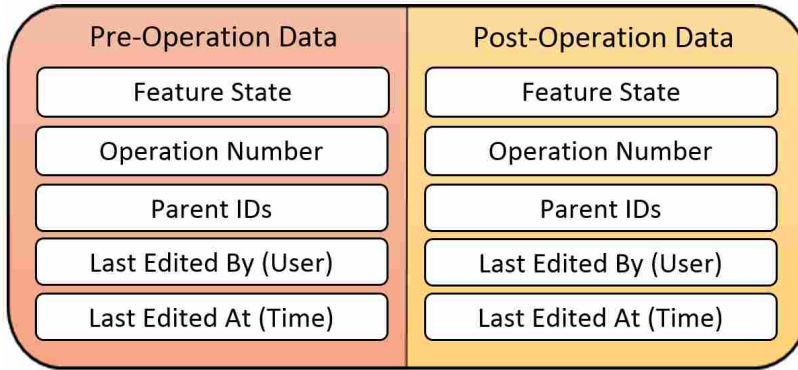 Pre-Operation Data
Feature State
Operation Number
Parent IDs
Last Edited By (User)
Last Edited At (Time)
Post-Operation Data
Feature State
Operation Number
Parent IDs
Last Edited By (User)
Last Edited At (Time)